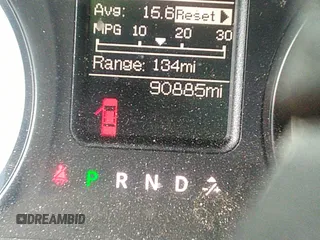 Avg: 15.6 Reset
MPG 10 20 30
Range: 134mi
90885mi
P R N D
DREAMBID